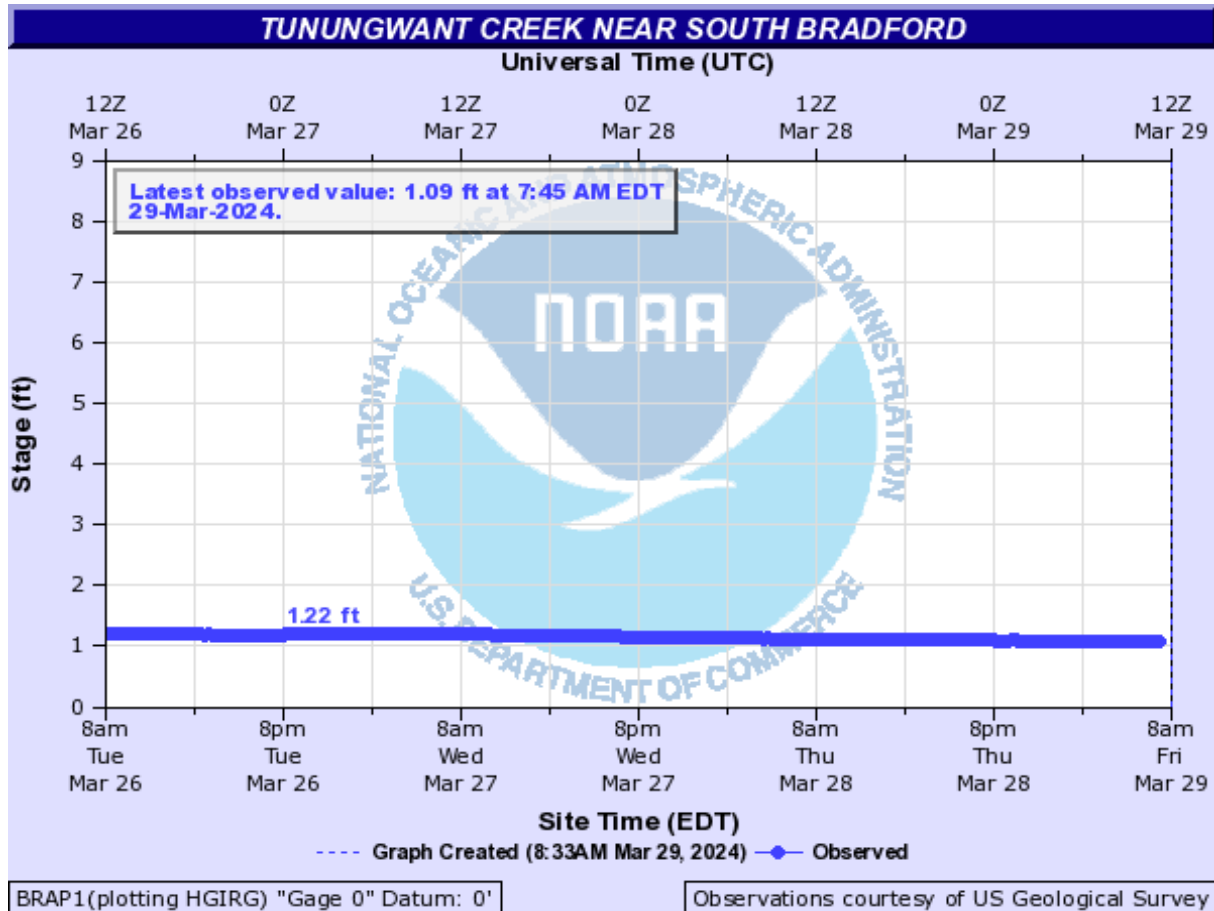 TUNUNGWANT CREEK NEAR SOUTH BRADFORD
Universal Time (UTC)
12Z 0Z 12Z 0Z 12Z 0Z 12Z
Mar 26 Mar 27 Mar 27 Mar 28 Mar 28 Mar 29 Mar 29
Latest observed value: 1.09 ft at 7:45 AM EDT
29-Mar-2024.
NATIONAL OCEANIC AND ATMOSPHERIC ADMINISTRATION
NOAA
U.S. DEPARTMENT OF COMMERCE
Stage (ft)
9
8
7
6
5
4
3
2
1
0
1.22 ft
8am 8pm 8am 8pm 8am 8pm 8am
Tue Tue Wed Wed Thu Thu Fri
Mar 26 Mar 26 Mar 27 Mar 27 Mar 28 Mar 28 Mar 29
Site Time (EDT)
Graph Created (8:33AM Mar 29, 2024) Observed
BRAP1(plotting HGIRG) "Gage 0" Datum: 0' Observations courtesy of US Geological Survey